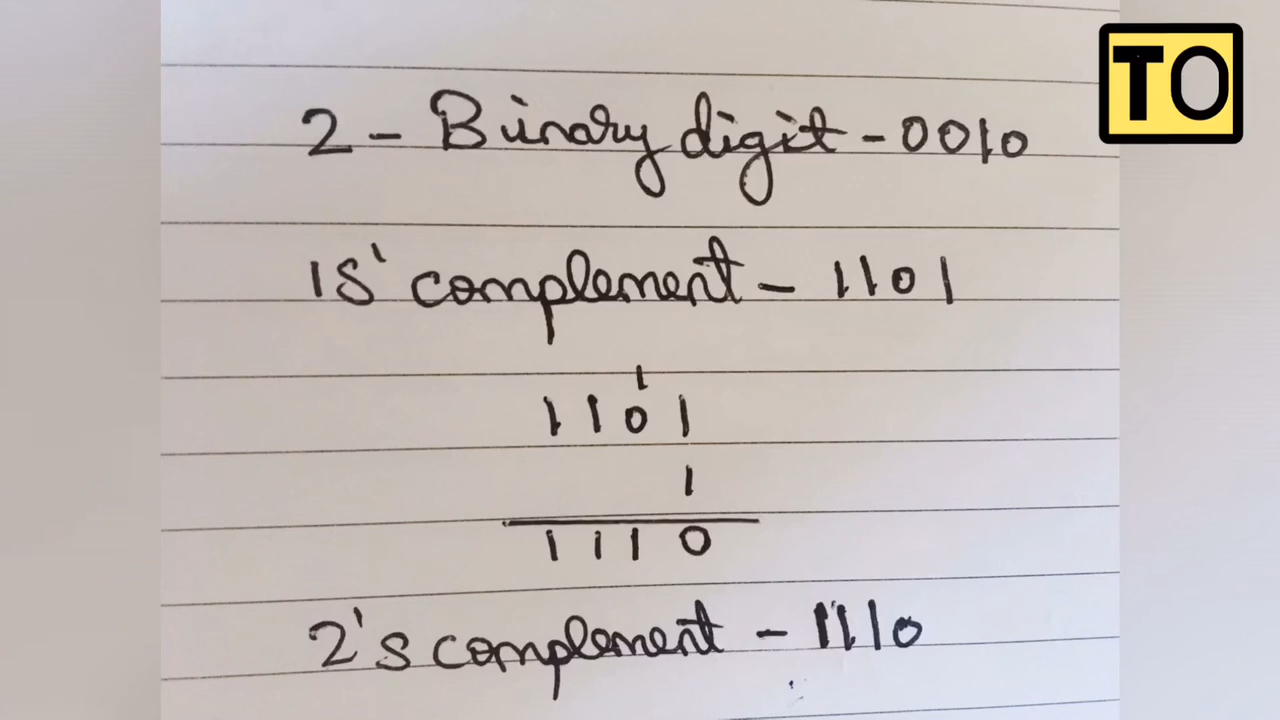 TO
2 - Binary digit - 0010
1s' complement - 1101
1
1101
1
1110
2's complement - 1110